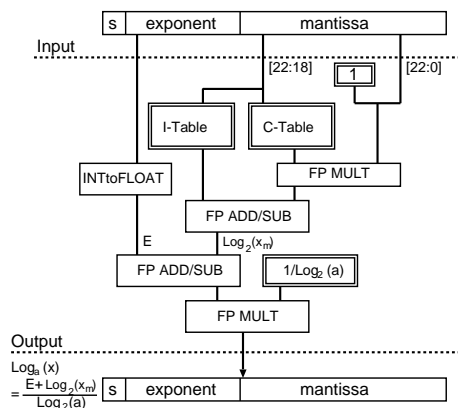 s exponent mantissa
Input
[22:18] 1 [22:0]
I-Table C-Table
INTtoFLOAT FP MULT
FP ADD/SUB
E Log₂(xₘ)
FP ADD/SUB 1/Log₂ (a)
FP MULT
Output
Logₐ (x)
= E+Log₂(xₘ)
Log₂(a)
s exponent mantissa